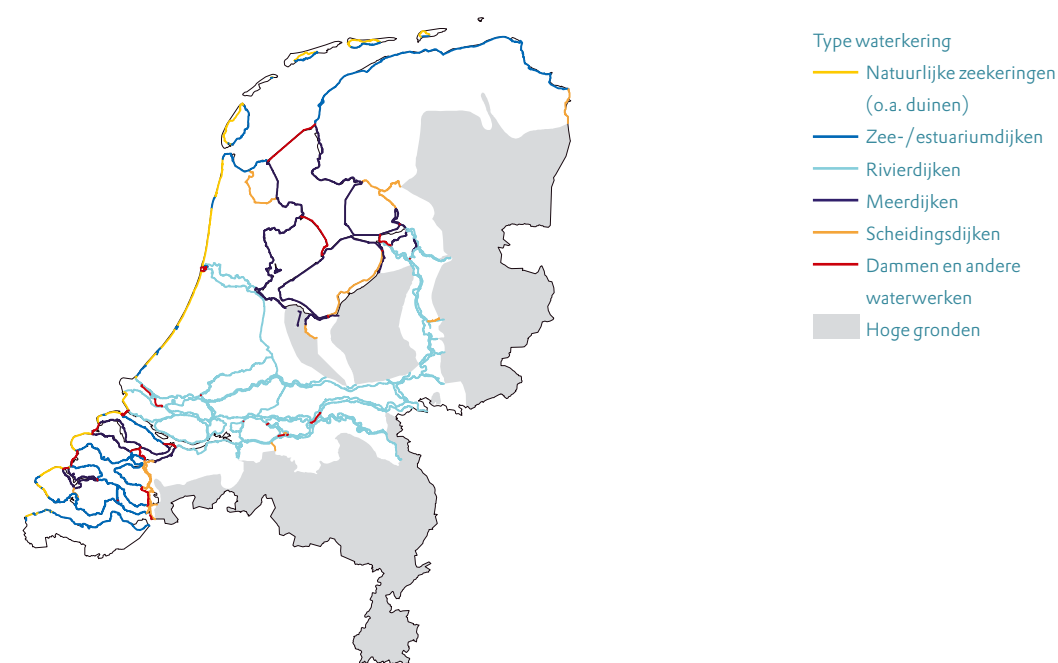 Type waterkering
Natuurlijke zeekeringen
(o.a. duinen)
Zee-/estuariumdijken
Rivierdijken
Meerdijken
Scheidingsdijken
Dammen en andere
waterwerken
Hoge gronden